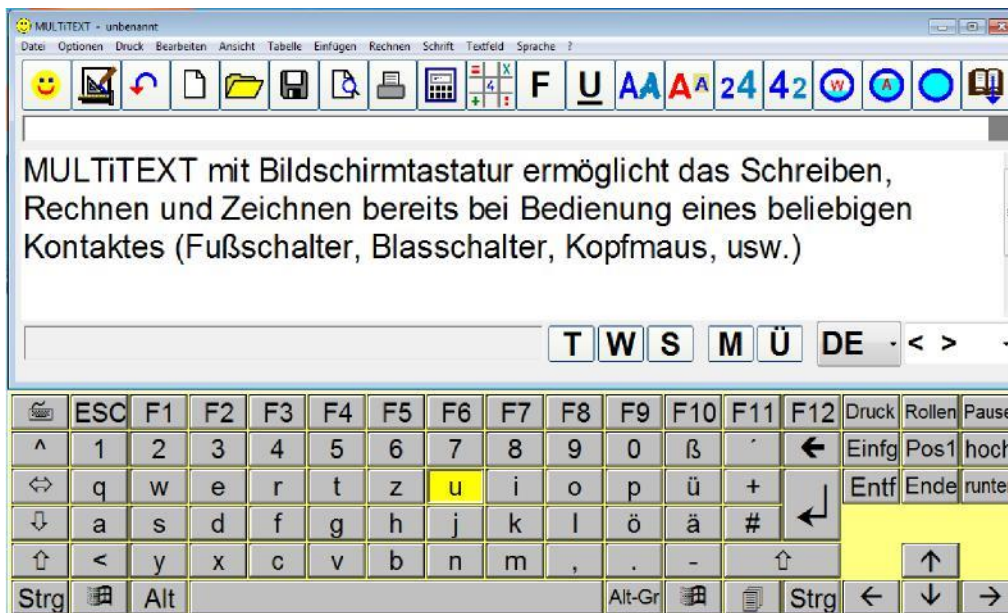 MULTiTEXT - unbenannt
Datei Optionen Druck Bearbeiten Ansicht Tabelle Einfügen Rechnen Schrift Textfeld Sprache ?
= X 4 + : F U AA AA 24 42 W A
MULTiTEXT mit Bildschirmtastatur ermöglicht das Schreiben,
Rechnen und Zeichnen bereits bei Bedienung eines beliebigen
Kontaktes (Fußschalter, Blasschalter, Kopfmaus, usw.)
T W S M Ü DE < >
ESC F1 F2 F3 F4 F5 F6 F7 F8 F9 F10 F11 F12 Druck Rollen Pause
^ 1 2 3 4 5 6 7 8 9 0 ß ´ ← Einfg Pos1 hoch
⇔ q w e r t z u i o p ü + Entf Ende runter
⇩ a s d f g h j k l ö ä # ↵
⇧ < y x c v b n m , . - ⇧ ↑
Strg Alt Alt-Gr Strg ← ↓ →